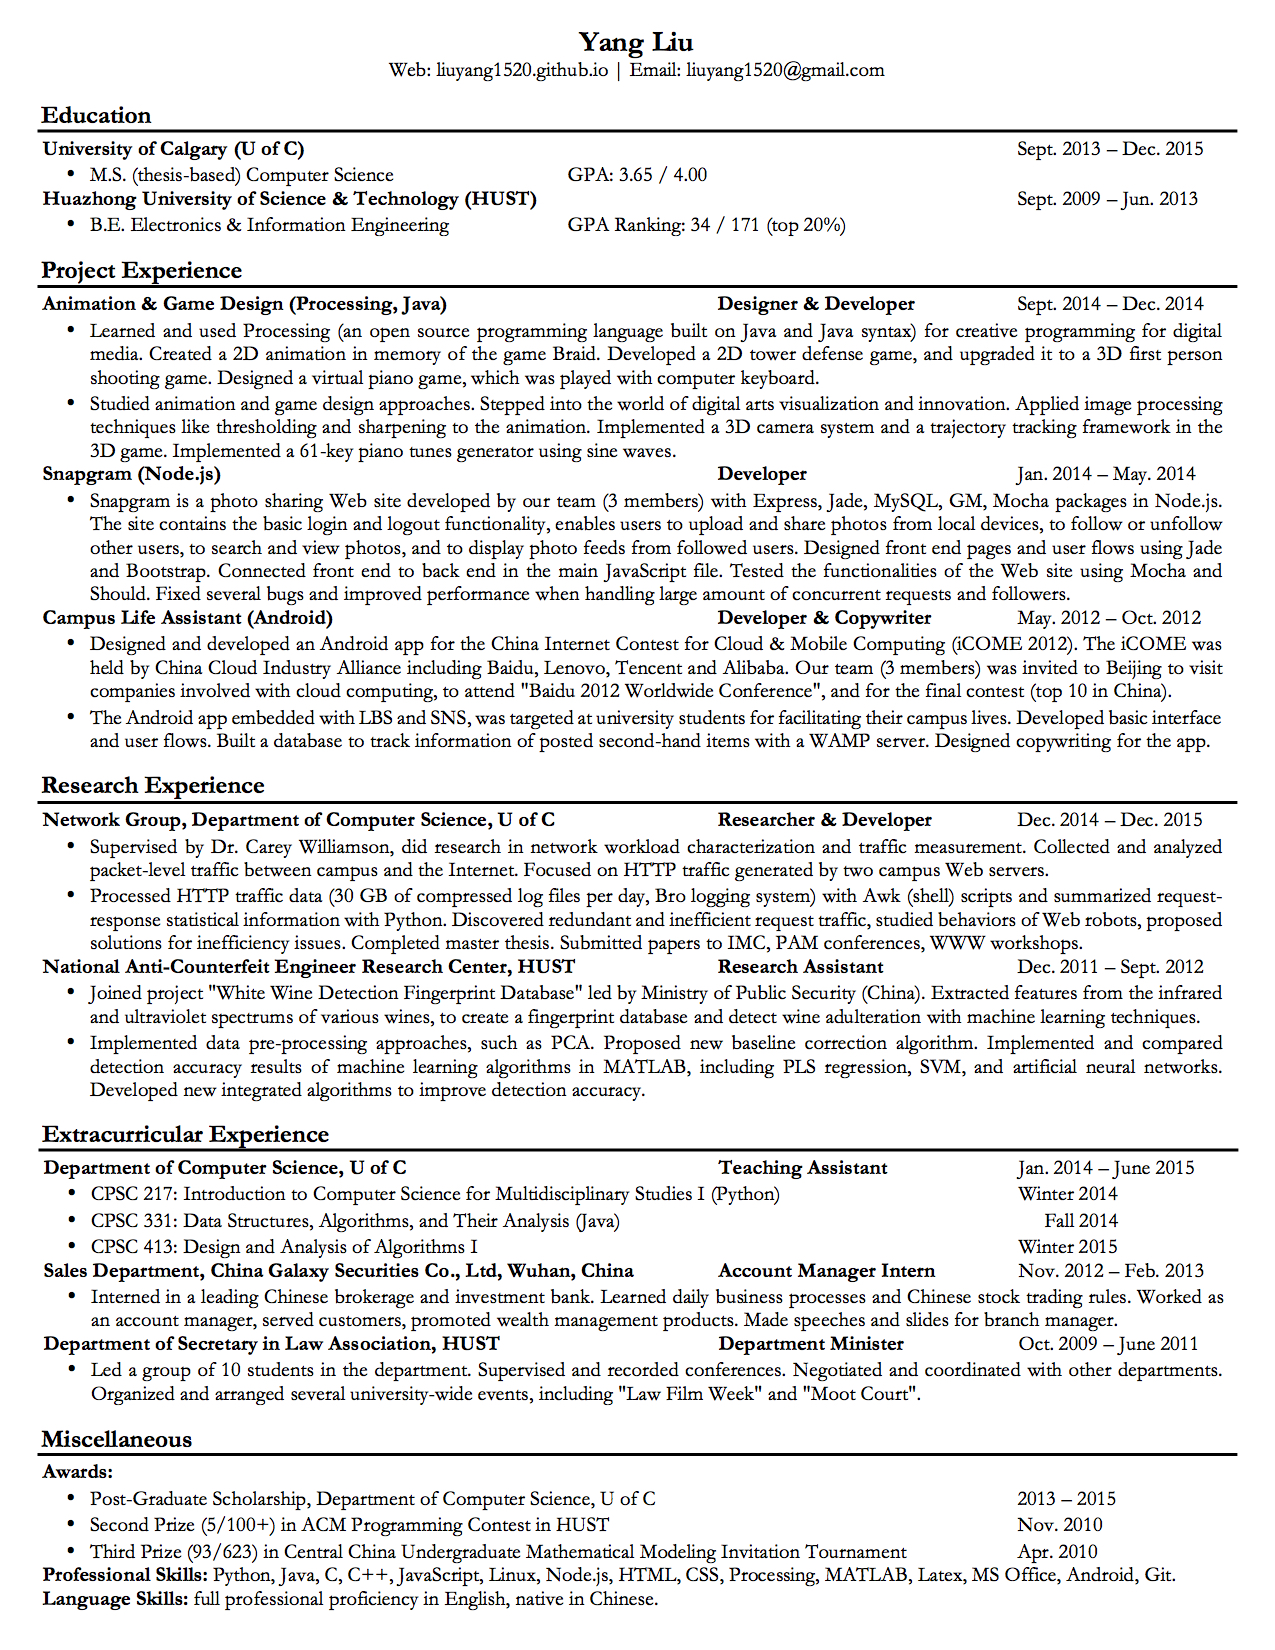 Yang Liu
Web: liuyang1520.github.io | Email: liuyang1520@gmail.com
Education
University of Calgary (U of C) Sept. 2013 – Dec. 2015
• M.S. (thesis-based) Computer Science GPA: 3.65 / 4.00
Huazhong University of Science & Technology (HUST) Sept. 2009 – Jun. 2013
• B.E. Electronics & Information Engineering GPA Ranking: 34 / 171 (top 20%)
Project Experience
Animation & Game Design (Processing, Java) Designer & Developer Sept. 2014 – Dec. 2014
• Learned and used Processing (an open source programming language built on Java and Java syntax) for creative programming for digital
media. Created a 2D animation in memory of the game Braid. Developed a 2D tower defense game, and upgraded it to a 3D first person
shooting game. Designed a virtual piano game, which was played with computer keyboard.
• Studied animation and game design approaches. Stepped into the world of digital arts visualization and innovation. Applied image processing
techniques like thresholding and sharpening to the animation. Implemented a 3D camera system and a trajectory tracking framework in the
3D game. Implemented a 61-key piano tunes generator using sine waves.
Snapgram (Node.js) Developer Jan. 2014 – May. 2014
• Snapgram is a photo sharing Web site developed by our team (3 members) with Express, Jade, MySQL, GM, Mocha packages in Node.js.
The site contains the basic login and logout functionality, enables users to upload and share photos from local devices, to follow or unfollow
other users, to search and view photos, and to display photo feeds from followed users. Designed front end pages and user flows using Jade
and Bootstrap. Connected front end to back end in the main JavaScript file. Tested the functionalities of the Web site using Mocha and
Should. Fixed several bugs and improved performance when handling large amount of concurrent requests and followers.
Campus Life Assistant (Android) Developer & Copywriter May. 2012 – Oct. 2012
• Designed and developed an Android app for the China Internet Contest for Cloud & Mobile Computing (iCOME 2012). The iCOME was
held by China Cloud Industry Alliance including Baidu, Lenovo, Tencent and Alibaba. Our team (3 members) was invited to Beijing to visit
companies involved with cloud computing, to attend "Baidu 2012 Worldwide Conference", and for the final contest (top 10 in China).
• The Android app embedded with LBS and SNS, was targeted at university students for facilitating their campus lives. Developed basic interface
and user flows. Built a database to track information of posted second-hand items with a WAMP server. Designed copywriting for the app.
Research Experience
Network Group, Department of Computer Science, U of C Researcher & Developer Dec. 2014 – Dec. 2015
• Supervised by Dr. Carey Williamson, did research in network workload characterization and traffic measurement. Collected and analyzed
packet-level traffic between campus and the Internet. Focused on HTTP traffic generated by two campus Web servers.
• Processed HTTP traffic data (30 GB of compressed log files per day, Bro logging system) with Awk (shell) scripts and summarized request-
response statistical information with Python. Discovered redundant and inefficient request traffic, studied behaviors of Web robots, proposed
solutions for inefficiency issues. Completed master thesis. Submitted papers to IMC, PAM conferences, WWW workshops.
National Anti-Counterfeit Engineer Research Center, HUST Research Assistant Dec. 2011 – Sept. 2012
• Joined project "White Wine Detection Fingerprint Database" led by Ministry of Public Security (China). Extracted features from the infrared
and ultraviolet spectrums of various wines, to create a fingerprint database and detect wine adulteration with machine learning techniques.
• Implemented data pre-processing approaches, such as PCA. Proposed new baseline correction algorithm. Implemented and compared
detection accuracy results of machine learning algorithms in MATLAB, including PLS regression, SVM, and artificial neural networks.
Developed new integrated algorithms to improve detection accuracy.
Extracurricular Experience
Department of Computer Science, U of C Teaching Assistant Jan. 2014 – June 2015
• CPSC 217: Introduction to Computer Science for Multidisciplinary Studies I (Python) Winter 2014
• CPSC 331: Data Structures, Algorithms, and Their Analysis (Java) Fall 2014
• CPSC 413: Design and Analysis of Algorithms I Winter 2015
Sales Department, China Galaxy Securities Co., Ltd, Wuhan, China Account Manager Intern Nov. 2012 – Feb. 2013
• Interned in a leading Chinese brokerage and investment bank. Learned daily business processes and Chinese stock trading rules. Worked as
an account manager, served customers, promoted wealth management products. Made speeches and slides for branch manager.
Department of Secretary in Law Association, HUST Department Minister Oct. 2009 – June 2011
• Led a group of 10 students in the department. Supervised and recorded conferences. Negotiated and coordinated with other departments.
Organized and arranged several university-wide events, including "Law Film Week" and "Moot Court".
Miscellaneous
Awards:
• Post-Graduate Scholarship, Department of Computer Science, U of C 2013 – 2015
• Second Prize (5/100+) in ACM Programming Contest in HUST Nov. 2010
• Third Prize (93/623) in Central China Undergraduate Mathematical Modeling Invitation Tournament Apr. 2010
Professional Skills: Python, Java, C, C++, JavaScript, Linux, Node.js, HTML, CSS, Processing, MATLAB, Latex, MS Office, Android, Git.
Language Skills: full professional proficiency in English, native in Chinese.